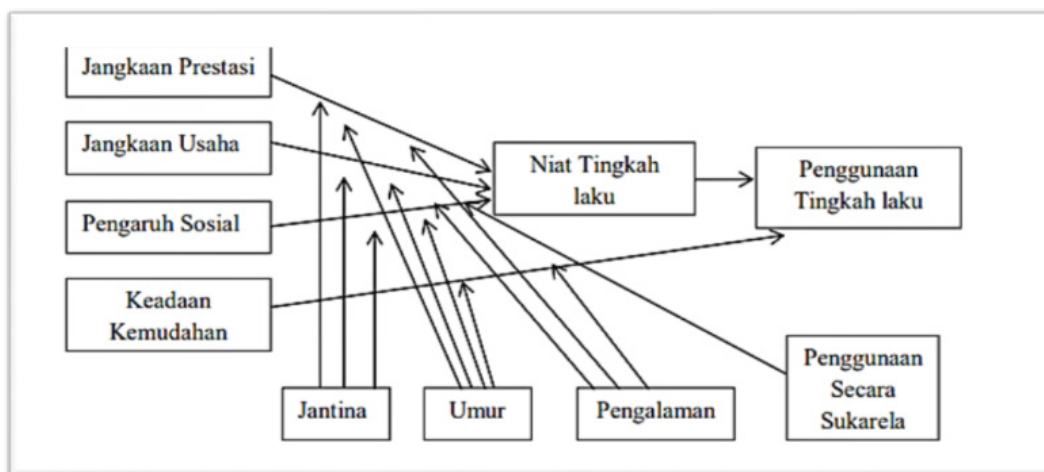 Jangkaan Prestasi
Jangkaan Usaha
Pengaruh Sosial
Keadaan
Kemudahan
Niat Tingkah
laku
Penggunaan
Tingkah laku
Jantina
Umur
Pengalaman
Penggunaan
Secara
Sukarela